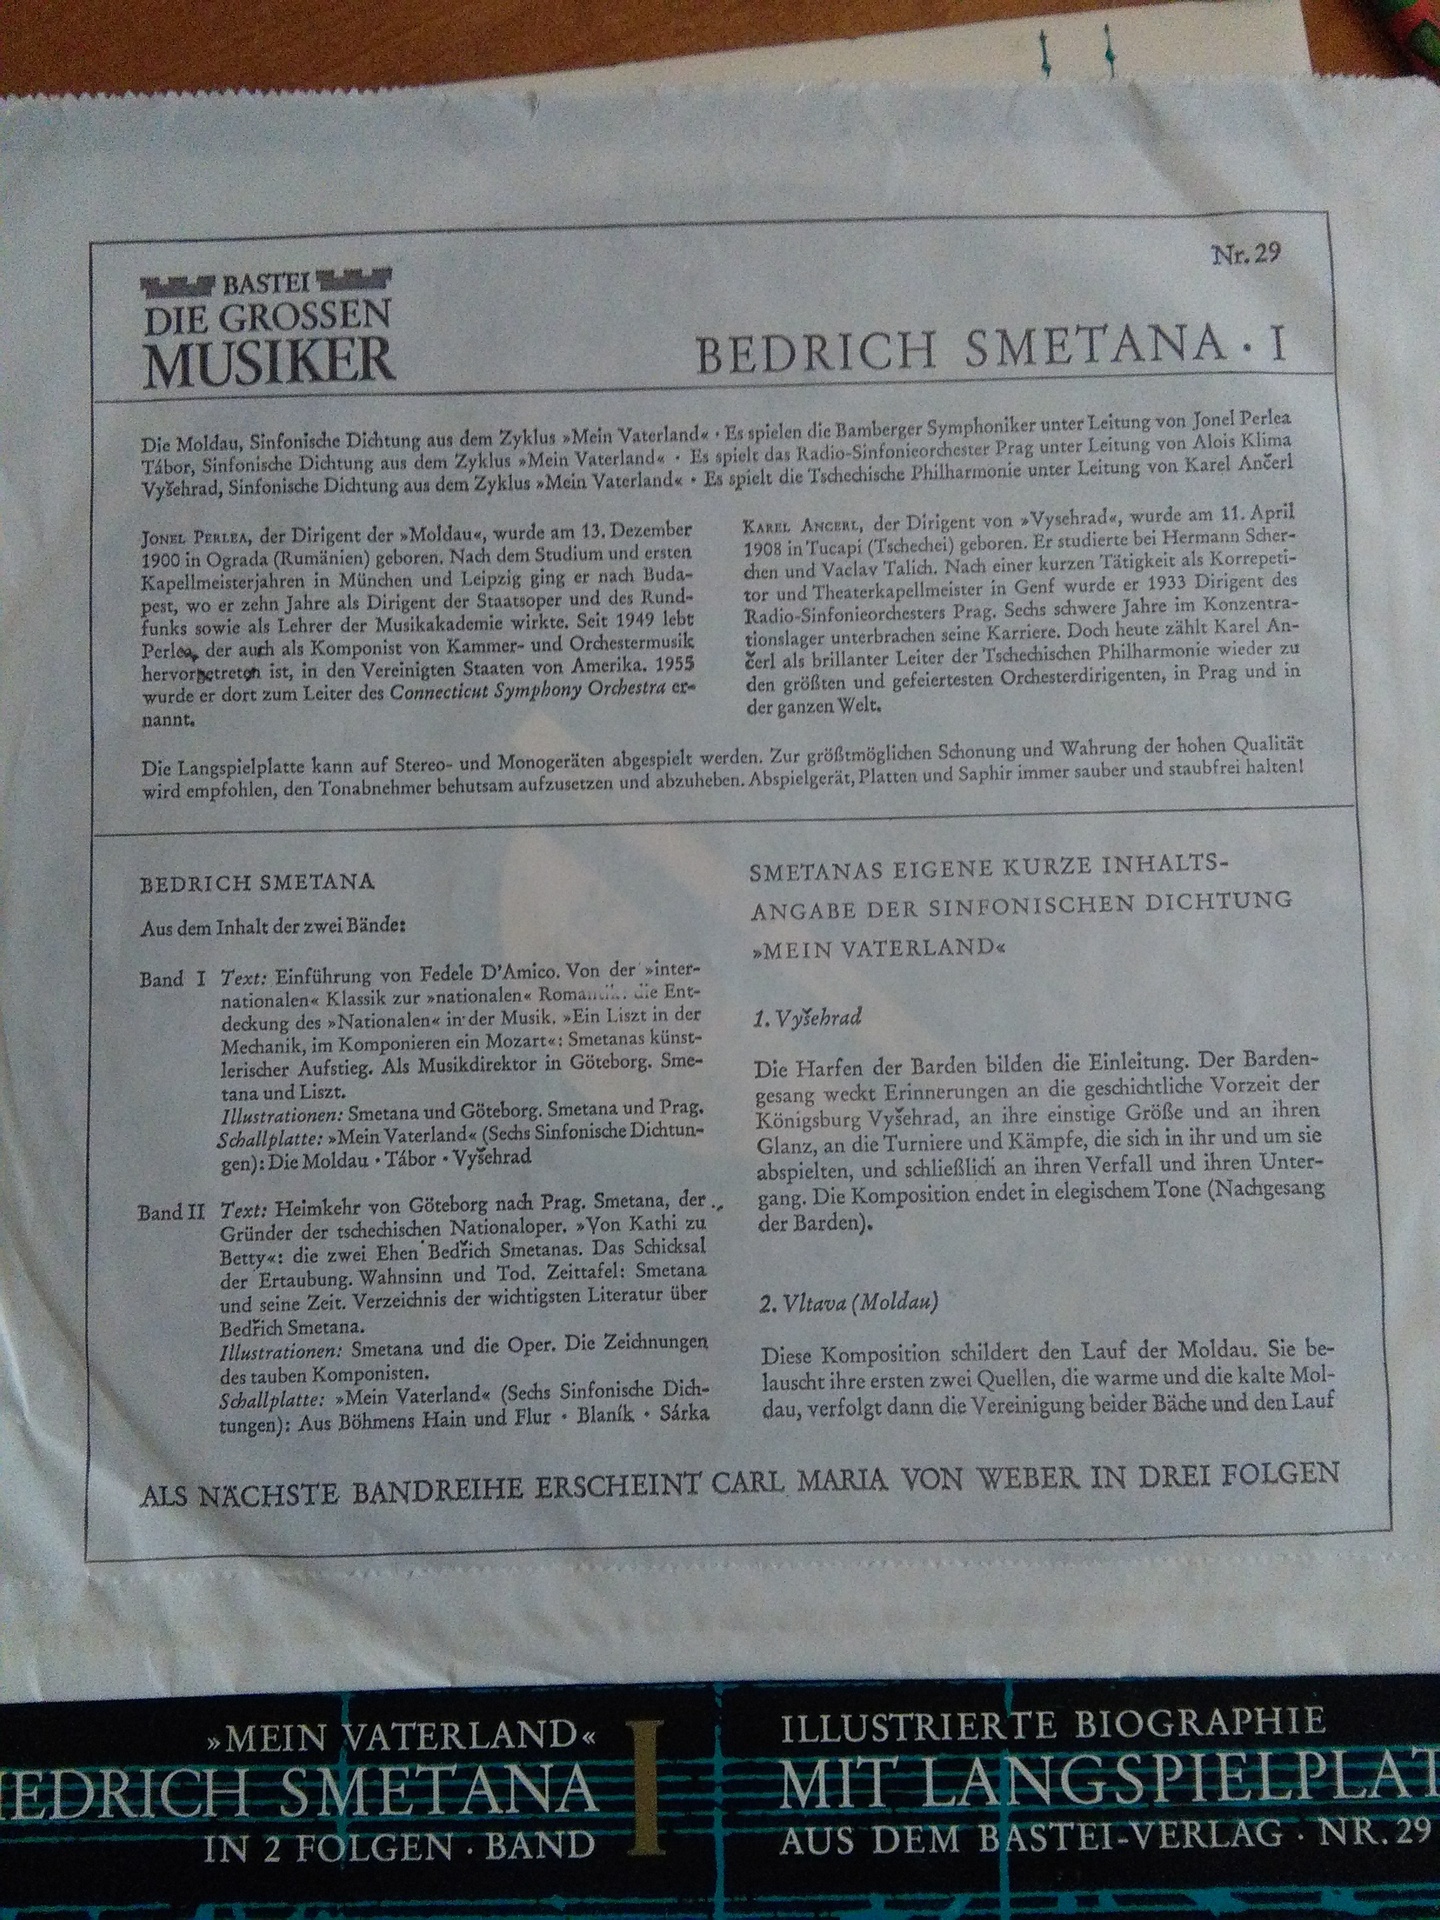 BASTEI
DIE GROSSEN
MUSIKER
Nr. 29
BEDRICH SMETANA · I
Die Moldau, Sinfonische Dichtung aus dem Zyklus »Mein Vaterland« · Es spielen die Bamberger Symphoniker unter Leitung von Jonel Perlea
Tábor, Sinfonische Dichtung aus dem Zyklus »Mein Vaterland« · Es spielt das Radio-Sinfonieorchester Prag unter Leitung von Alois Klima
Vyšehrad, Sinfonische Dichtung aus dem Zyklus »Mein Vaterland« · Es spielt die Tschechische Philharmonie unter Leitung von Karel Ančerl
JONEL PERLEA, der Dirigent der »Moldau«, wurde am 13. Dezember
1900 in Ograda (Rumänien) geboren. Nach dem Studium und ersten
Kapellmeisterjahren in München und Leipzig ging er nach Buda-
pest, wo er zehn Jahre als Dirigent der Staatsoper und des Rund-
funks sowie als Lehrer der Musikakademie wirkte. Seit 1949 lebt
Perlea, der auch als Komponist von Kammer- und Orchestermusik
hervorgetreten ist, in den Vereinigten Staaten von Amerika. 1955
wurde er dort zum Leiter des Connecticut Symphony Orchestra er-
nannt.
KAREL ANCERL, der Dirigent von »Vysehrad«, wurde am 11. April
1908 in Tucapi (Tschechei) geboren. Er studierte bei Hermann Scher-
chen und Vaclav Talich. Nach einer kurzen Tätigkeit als Korrepeti-
tor und Theaterkapellmeister in Genf wurde er 1933 Dirigent des
Radio-Sinfonieorchesters Prag. Sechs schwere Jahre im Konzentra-
tionslager unterbrachen seine Karriere. Doch heute zählt Karel An-
čerl als brillanter Leiter der Tschechischen Philharmonie wieder zu
den größten und gefeiertesten Orchesterdirigenten, in Prag und in
der ganzen Welt.
Die Langspielplatte kann auf Stereo- und Monogeräten abgespielt werden. Zur größtmöglichen Schonung und Wahrung der hohen Qualität
wird empfohlen, den Tonabnehmer behutsam aufzusetzen und abzuheben. Abspielgerät, Platten und Saphir immer sauber und staubfrei halten!
BEDRICH SMETANA
Aus dem Inhalt der zwei Bände:
Band I Text: Einführung von Fedele D'Amico. Von der »inter-
nationalen« Klassik zur »nationalen« Romantik: die Ent-
deckung des »Nationalen« in der Musik. »Ein Liszt in der
Mechanik, im Komponieren ein Mozart«: Smetanas künst-
lerischer Aufstieg. Als Musikdirektor in Göteborg. Sme-
tana und Liszt.
Illustrationen: Smetana und Göteborg. Smetana und Prag.
Schallplatte: »Mein Vaterland« (Sechs Sinfonische Dichtun-
gen): Die Moldau · Tábor · Vyšehrad
Band II Text: Heimkehr von Göteborg nach Prag. Smetana, der
Gründer der tschechischen Nationaloper. »Von Kathi zu
Betty«: die zwei Ehen Bedřich Smetanas. Das Schicksal
der Ertaubung. Wahnsinn und Tod. Zeittafel: Smetana
und seine Zeit. Verzeichnis der wichtigsten Literatur über
Bedřich Smetana.
Illustrationen: Smetana und die Oper. Die Zeichnungen
des tauben Komponisten.
Schallplatte: »Mein Vaterland« (Sechs Sinfonische Dich-
tungen): Aus Böhmens Hain und Flur · Blaník · Sárka
SMETANAS EIGENE KURZE INHALTS-
ANGABE DER SINFONISCHEN DICHTUNG
»MEIN VATERLAND«
1. Vyšehrad
Die Harfen der Barden bilden die Einleitung. Der Barden-
gesang weckt Erinnerungen an die geschichtliche Vorzeit der
Königsburg Vyšehrad, an ihre einstige Größe und an ihren
Glanz, an die Turniere und Kämpfe, die sich in ihr und um sie
abspielten, und schließlich an ihren Verfall und ihren Unter-
gang. Die Komposition endet in elegischem Tone (Nachgesang
der Barden).
2. Vltava (Moldau)
Diese Komposition schildert den Lauf der Moldau. Sie be-
lauscht ihre ersten zwei Quellen, die warme und die kalte Mol-
dau, verfolgt dann die Vereinigung beider Bäche und den Lauf
ALS NÄCHSTE BANDREIHE ERSCHEINT CARL MARIA VON WEBER IN DREI FOLGEN
»MEIN VATERLAND«
IEDRICH SMETANA
IN 2 FOLGEN · BAND
I
ILLUSTRIERTE BIOGRAPHIE
MIT LANGSPIELPLAT
AUS DEM BASTEI-VERLAG · NR. 29